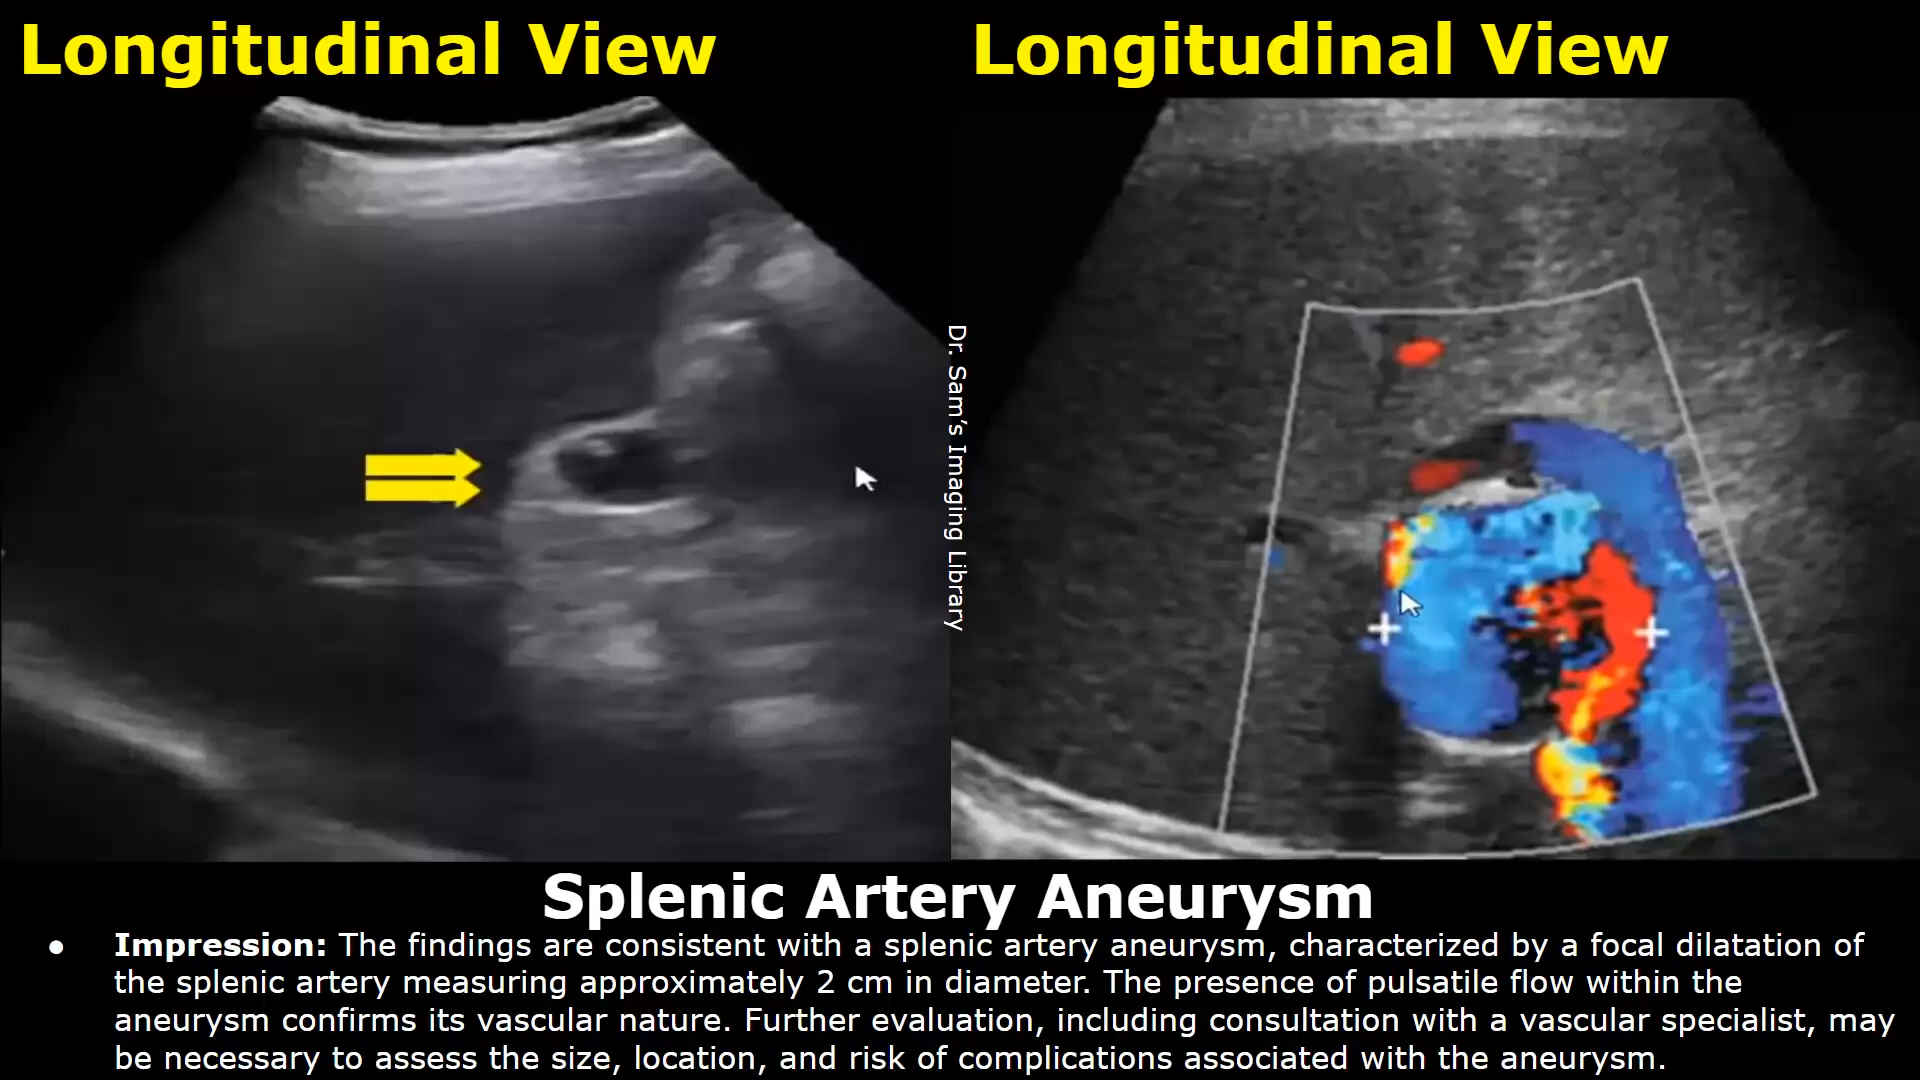 Longitudinal View
Longitudinal View
Dr. Sam's Imaging Library
Splenic Artery Aneurysm
● Impression: The findings are consistent with a splenic artery aneurysm, characterized by a focal dilatation of
the splenic artery measuring approximately 2 cm in diameter. The presence of pulsatile flow within the
aneurysm confirms its vascular nature. Further evaluation, including consultation with a vascular specialist, may
be necessary to assess the size, location, and risk of complications associated with the aneurysm.